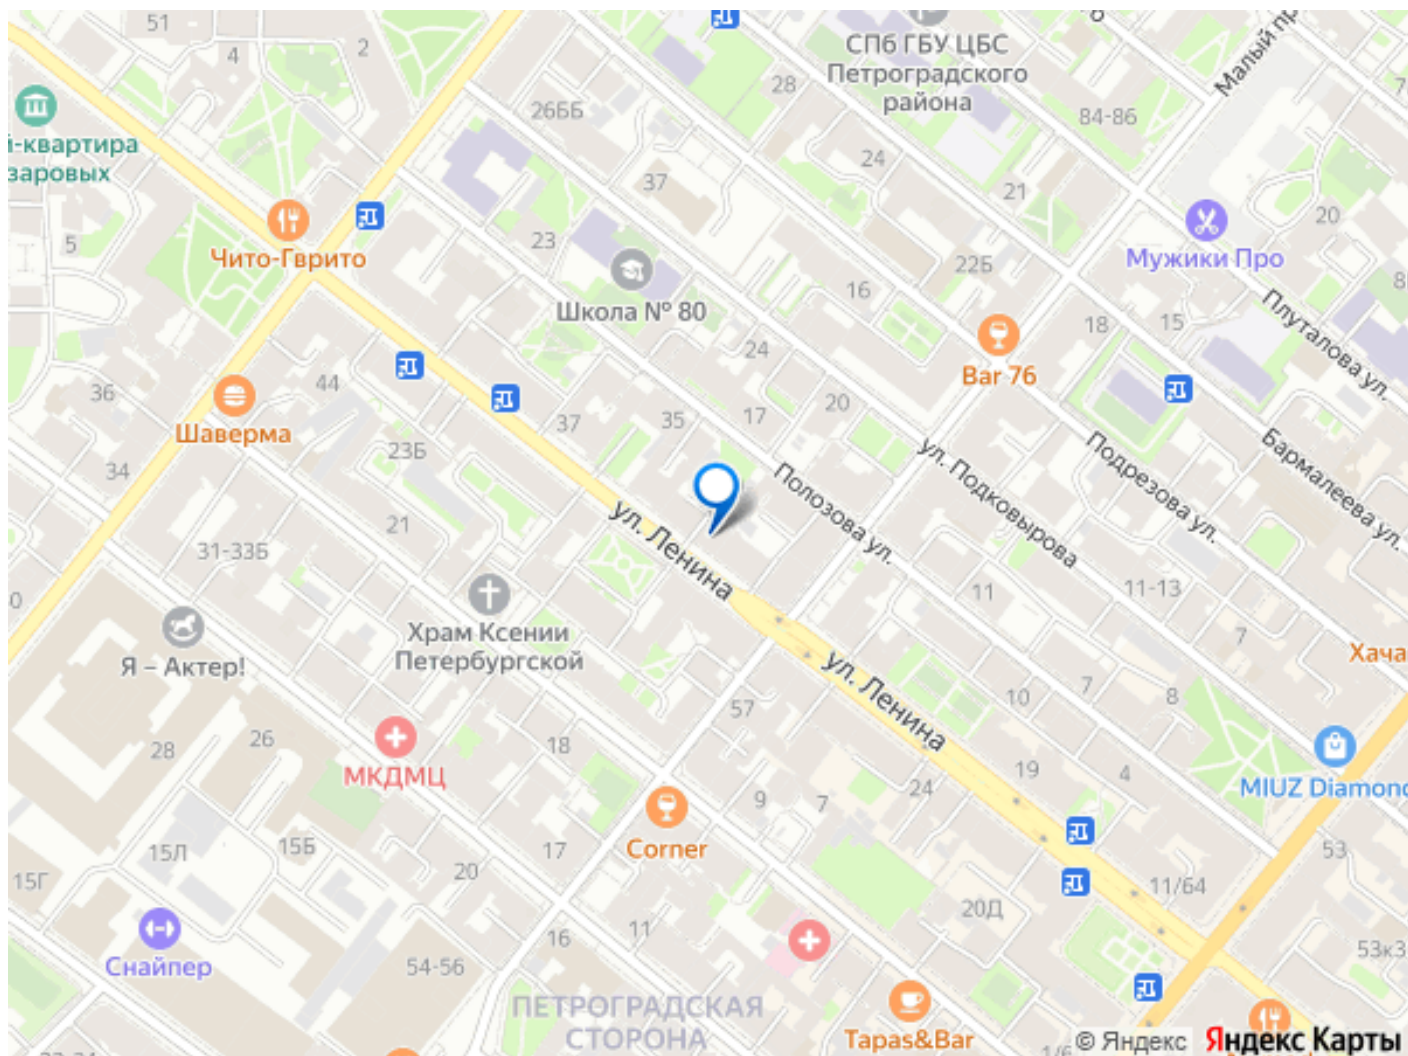 51
4
2
СПб ГБУ ЦБС
Петроградского
района
Малый пр
28
26ББ
84-86
й-квартира
заровых
24
37
21
20
5
Чито-Гврито
23
22Б
Мужики Про
16
8
Школа № 80
Плуталова ул.
18
15
24
Bar 76
44
36
20
Шаверма
37
35
17
23Б
34
ул. Подковырова
Подрезова ул.
Бармалеева ул.
Полозова ул.
21
ул. Ленина
31-33Б
11
11-13
Храм Ксении
Петербургской
7
Я – Актер!
Хача
ул. Ленина
10
7
8
57
28
26
18
МКДМЦ
19
4
MIUZ Diamond
9
7
24
Corner
15Л
15Б
17
53
15Г
20
11/64
20Д
11
16
53к3
Снайпер
54-56
ПЕТРОГРАДСКАЯ
СТОРОНА
Tapas&Bar
1/6
© Яндекс
Яндекс Карты